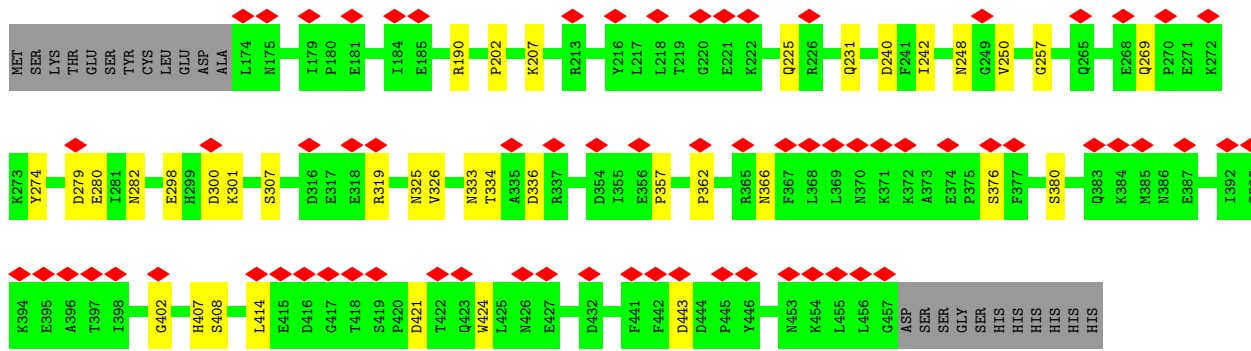 MET SER LYS THR GLU SER TYR CYS LEU GLU ASP ALA L174 N175 I179 P180 E181 I184 E185 R190 P202 K207 R213 Y216 L217 L218 T219 G220 E221 K222 Q225 R226 Q231 D240 F241 I242 N248 G249 V250 G257 Q265 E268 Q269 P270 E271 K272
K273 Y274 D279 E280 I281 N282 E298 H299 D300 K301 S307 D316 E317 E318 R319 N325 V326 N333 T334 A335 D336 R337 D354 I355 E356 P357 P362 R365 N366 F367 L368 L369 N370 K371 K372 A373 E374 P375 S376 F377 S380 Q383 K384 M385 N386 E387 I392
K394 E395 A396 T397 I398 G402 H407 S408 L414 E415 D416 G417 T418 S419 P420 D421 T422 Q423 W424 L425 N426 E427 D432 F441 F442 D443 D444 P445 Y446 N453 K454 L455 L456 G457 ASP SER SER GLY SER HIS HIS HIS HIS HIS HIS